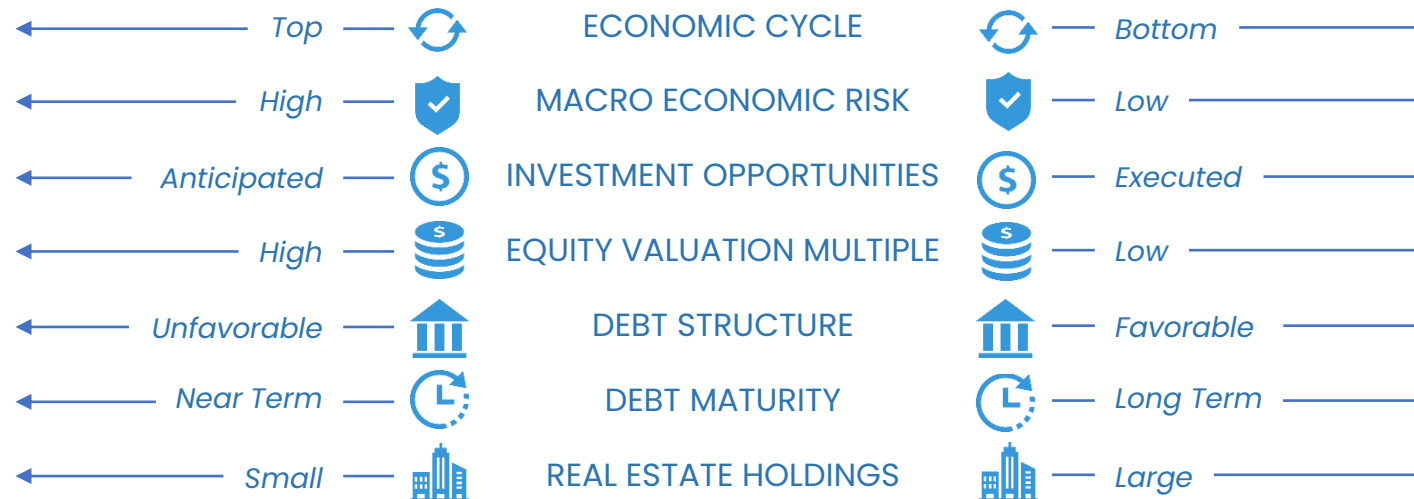 Top ECONOMIC CYCLE Bottom
High MACRO ECONOMIC RISK Low
Anticipated $ INVESTMENT OPPORTUNITIES $ Executed
High $ EQUITY VALUATION MULTIPLE $ Low
Unfavorable DEBT STRUCTURE Favorable
Near Term DEBT MATURITY Long Term
Small REAL ESTATE HOLDINGS Large